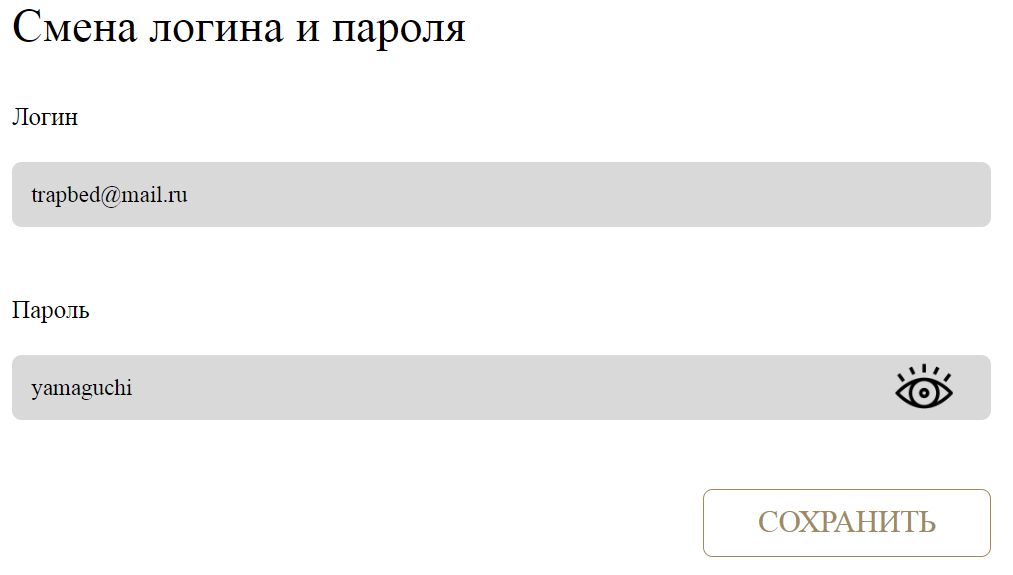 Смена логина и пароля
Логин
trapbed@mail.ru
Пароль
yamaguchi
СОХРАНИТЬ